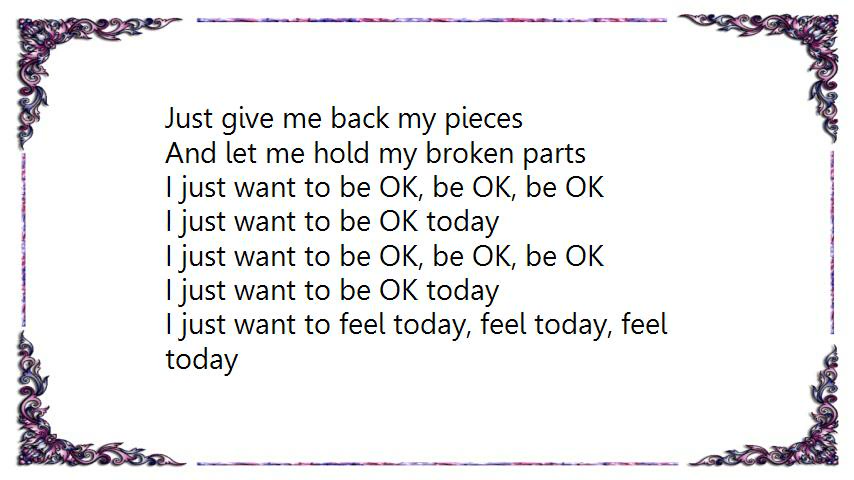 Just give me back my pieces
And let me hold my broken parts
I just want to be OK, be OK, be OK
I just want to be OK today
I just want to be OK, be OK, be OK
I just want to be OK today
I just want to feel today, feel today, feel
today